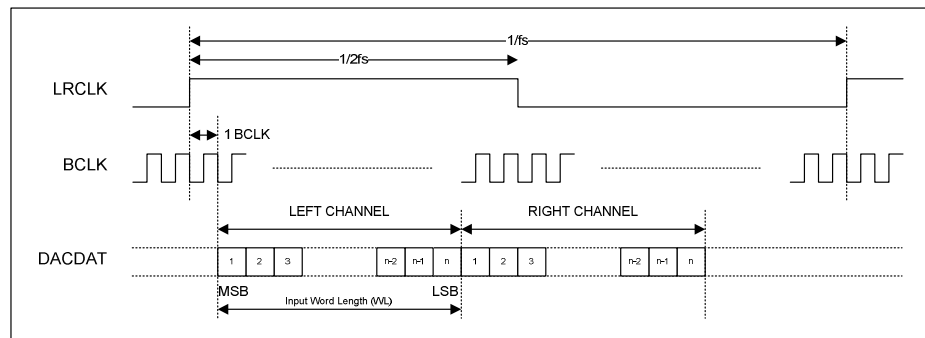 1/fs
1/2fs
LRCLK
1 BCLK
BCLK
LEFT CHANNEL RIGHT CHANNEL
DACDAT 1 2 3 n-2 n-1 n 1 2 3 n-2 n-1 n
MSB LSB
Input Word Length (WL)